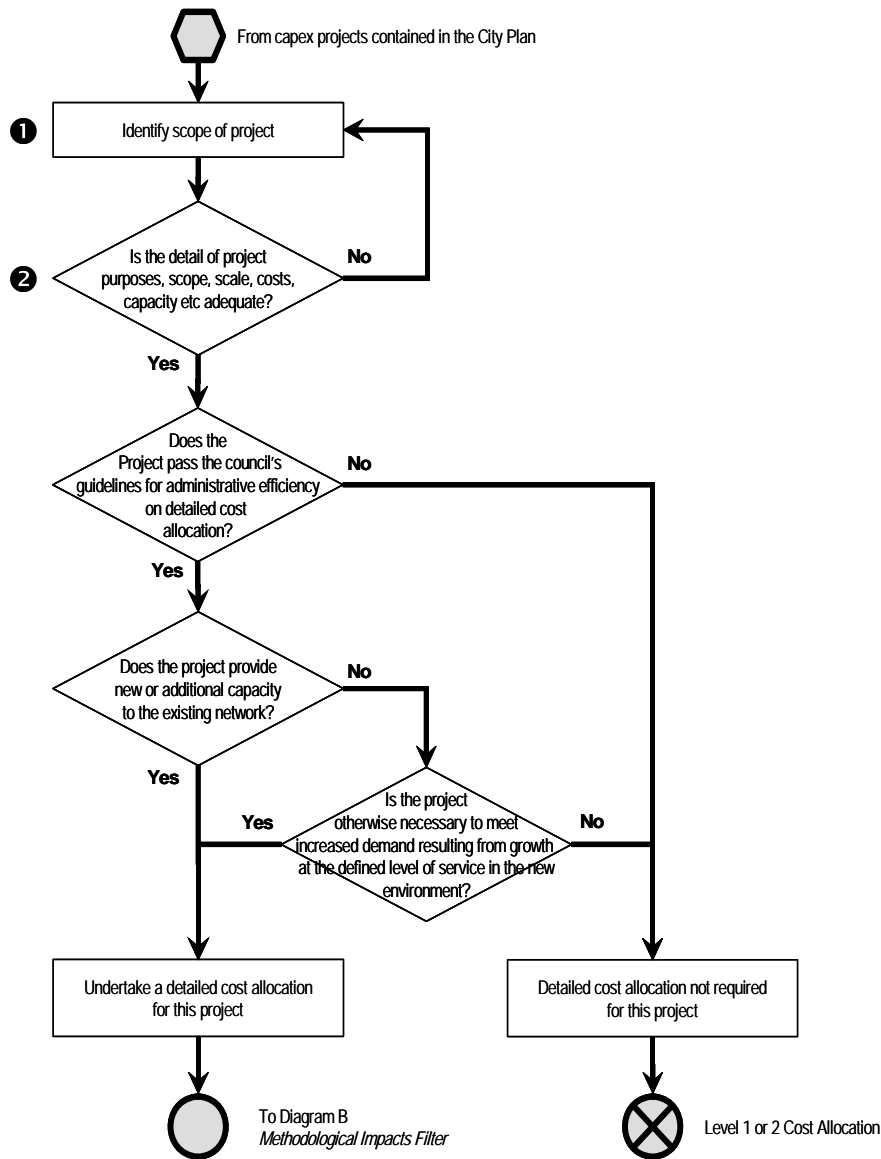 From capex projects contained in the City Plan
❶
Identify scope of project
❷
Is the detail of project
purposes, scope, scale, costs,
capacity etc adequate?
No
Yes
Does the
Project pass the council's
guidelines for administrative efficiency
on detailed cost
allocation?
No
Yes
Does the project provide
new or additional capacity
to the existing network?
No
Yes
Is the project
otherwise necessary to meet
increased demand resulting from growth
at the defined level of service in the new
environment?
Yes
No
Undertake a detailed cost allocation
for this project
Detailed cost allocation not required
for this project
To Diagram B
Methodological Impacts Filter
Level 1 or 2 Cost Allocation